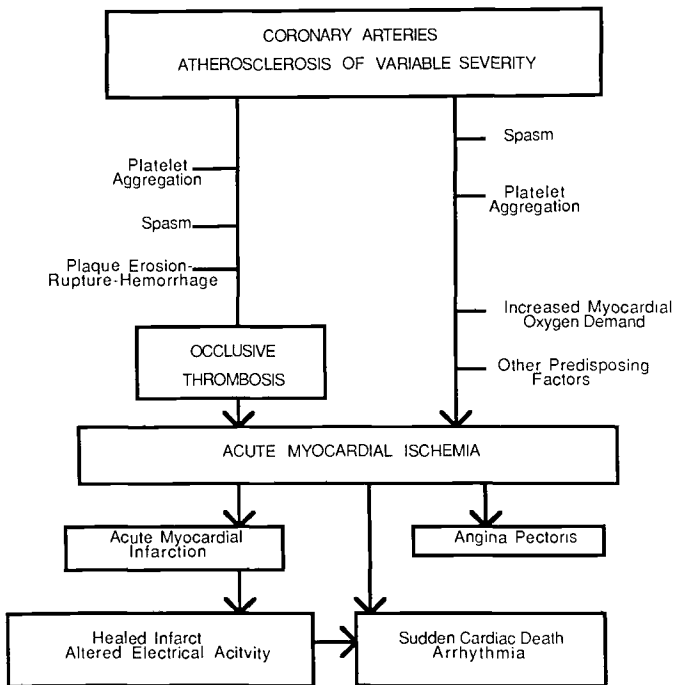 CORONARY ARTERIES
ATHEROSCLEROSIS OF VARIABLE SEVERITY
Platelet
Aggregation
Spasm
Plaque Erosion-
Rupture-Hemorrhage
Spasm
Platelet
Aggregation
Increased Myocardial
Oxygen Demand
Other Predisposing
Factors
OCCLUSIVE
THROMBOSIS
ACUTE MYOCARDIAL ISCHEMIA
Acute Myocardial
Infarction
Angina Pectoris
Healed Infarct
Altered Electrical Acitvity
Sudden Cardiac Death
Arrhythmia